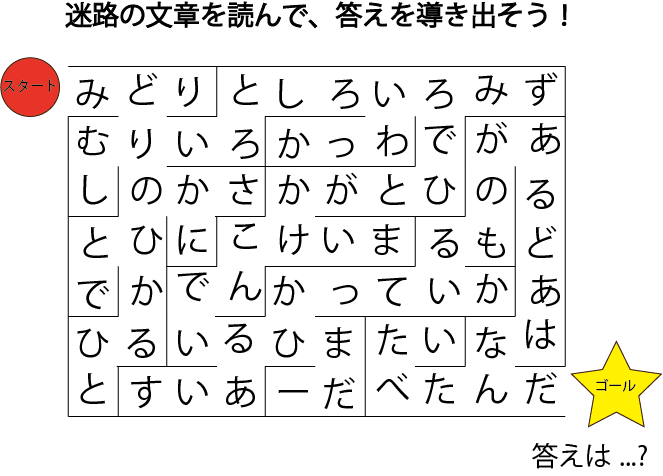 迷路の文章を読んで、答えを導き出そう！
スタート
みどりとしろいろみず
むりいろかっわでがあ
しのかさかがとひのる
とひにこけいまるもど
でかでんかっていかあ
ひるいるひまたいなは
とすいあーだべたんだ
ゴール
答えは ...?